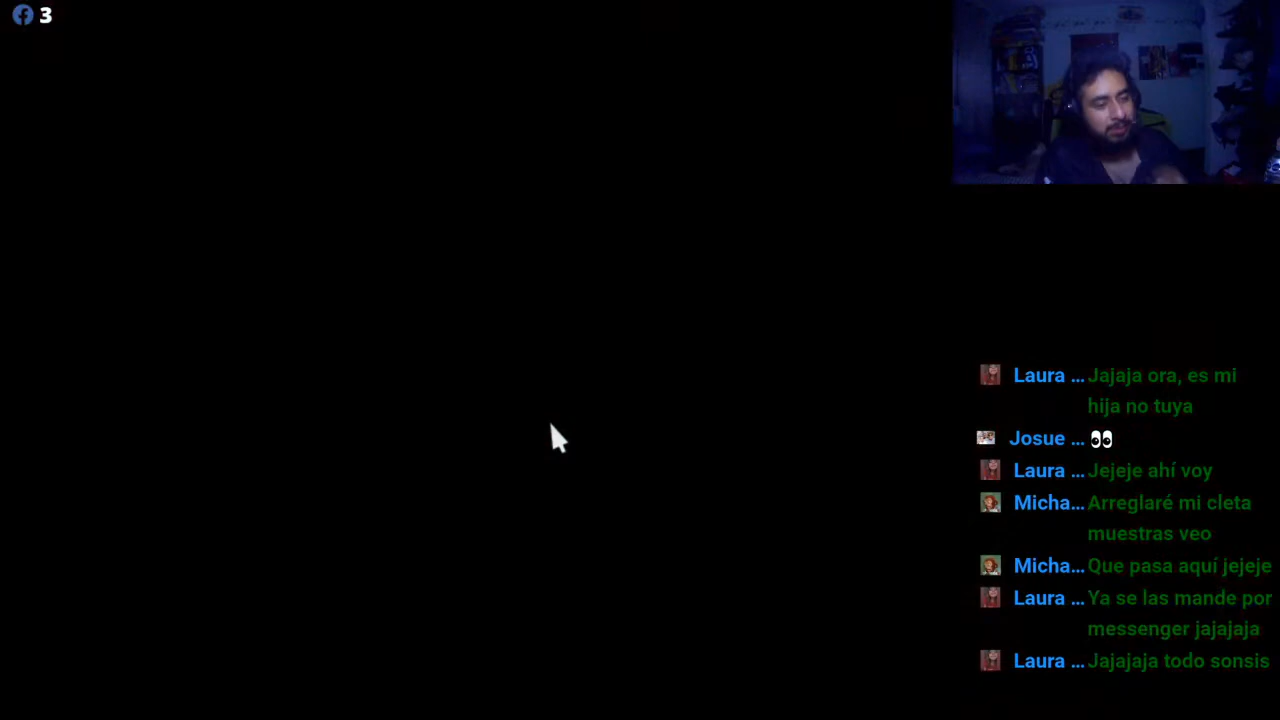 3
Laura ... Jajaja ora, es mi
hija no tuya
Josue ... 👀
Laura ... Jejeje ahí voy
Micha... Arreglaré mi cleta
muestras veo
Micha... Que pasa aquí jejeje
Laura ... Ya se las mande por
messenger jajajaja
Laura ... Jajajaja todo sonsis